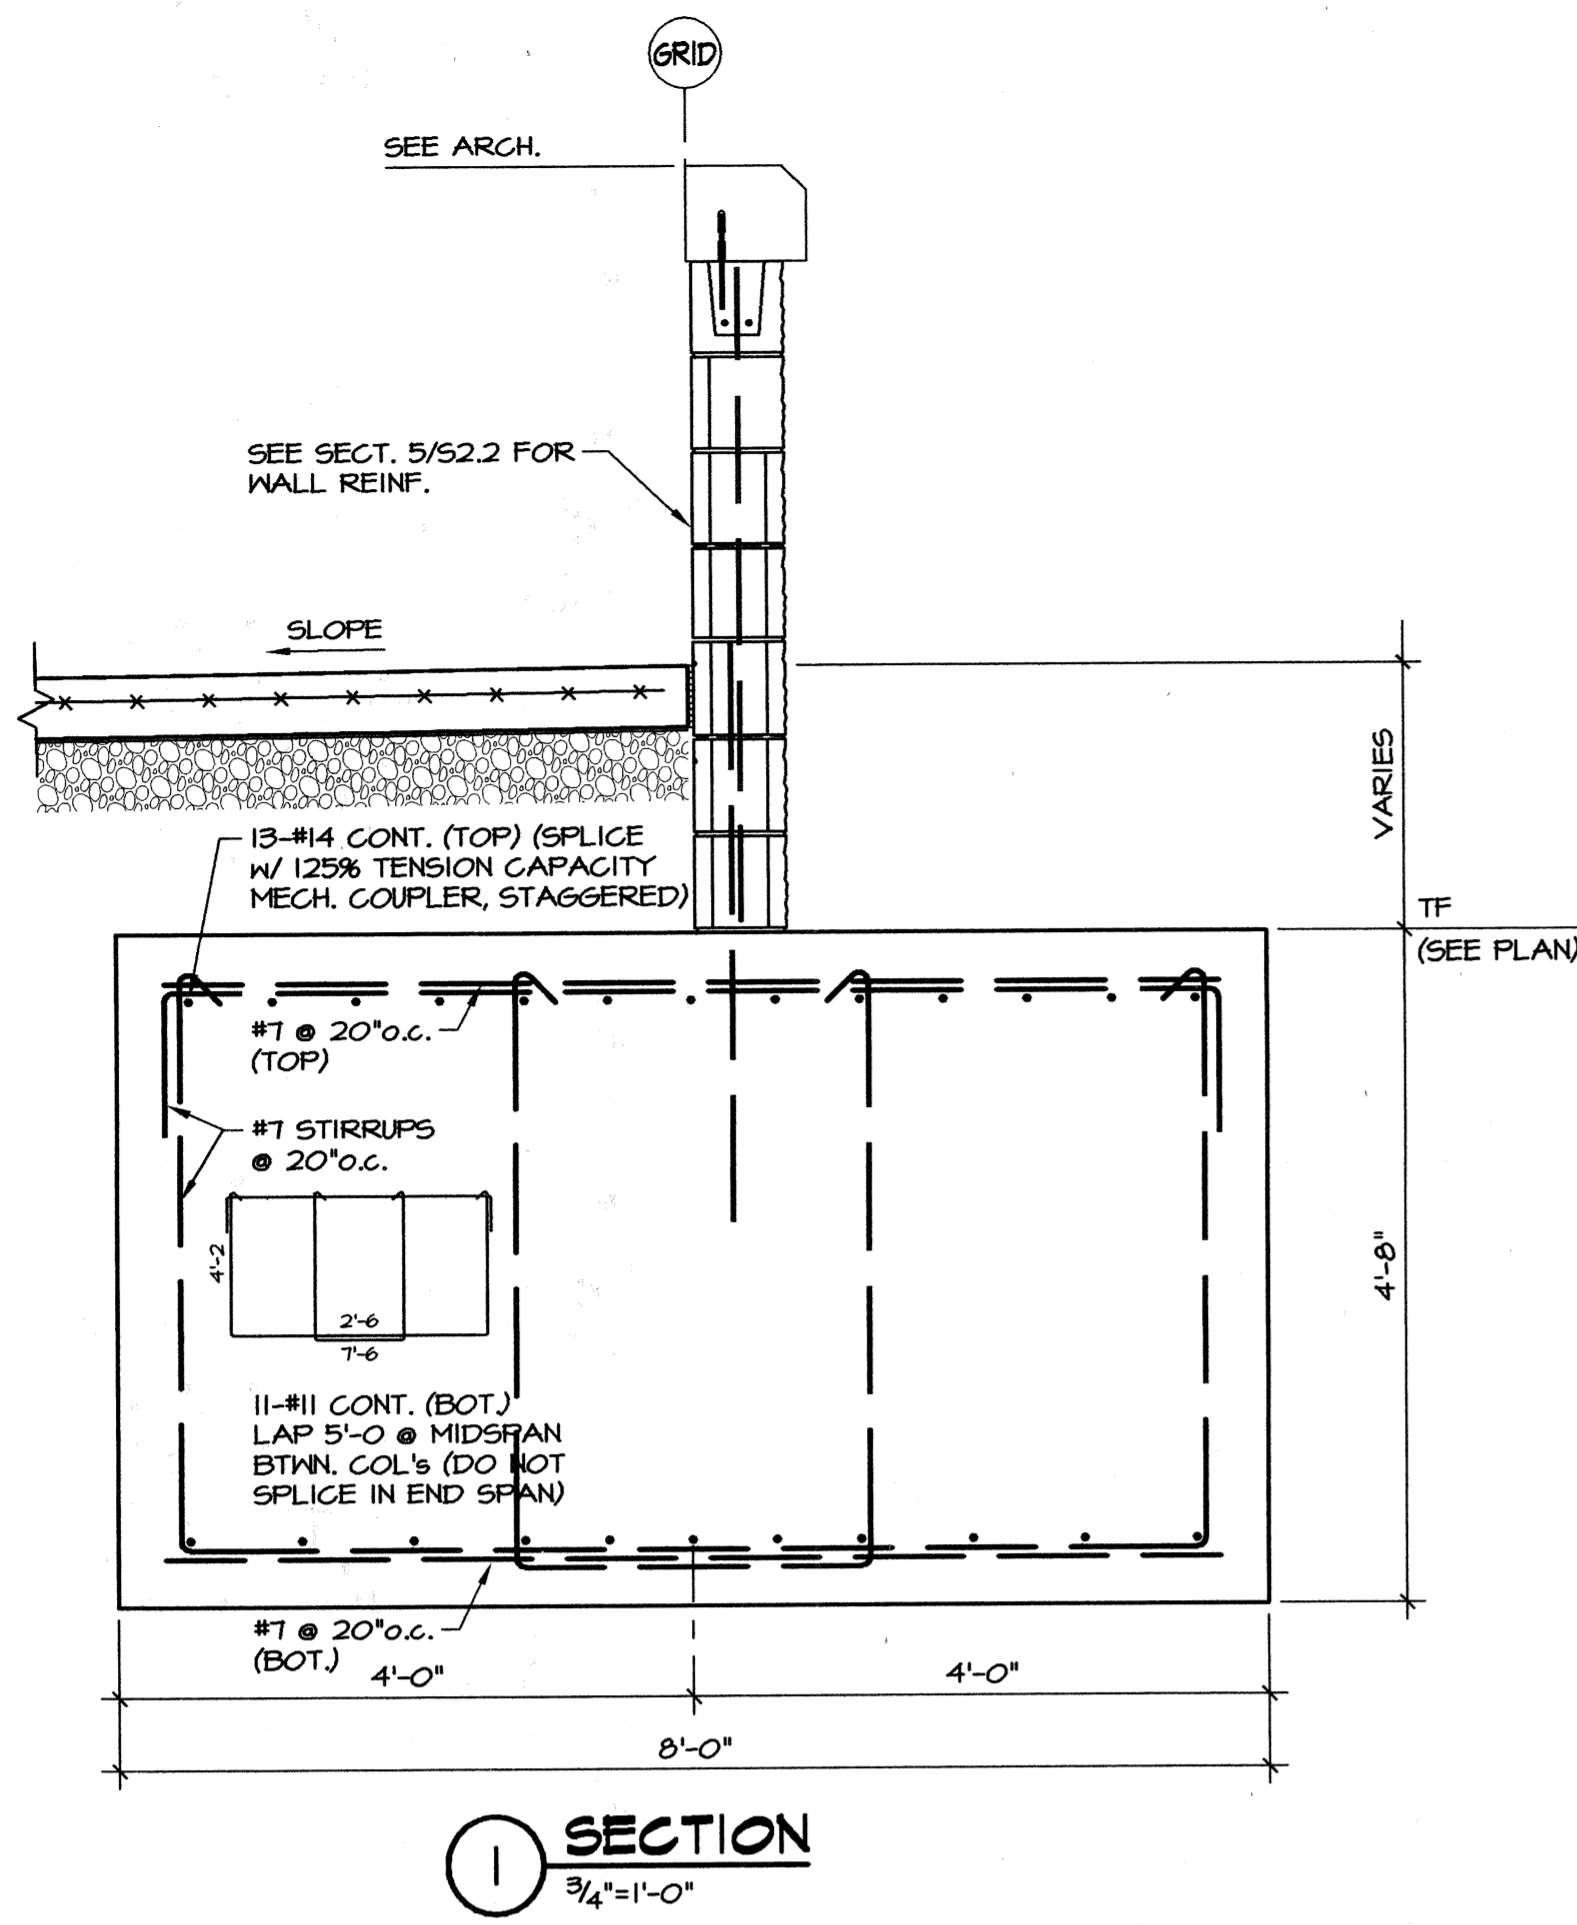 GRID
SEE ARCH.
SEE SECT. 5/S2.2 FOR
WALL REINF.
SLOPE
VARIES
13-#14 CONT. (TOP) (SPLICE
W/ 125% TENSION CAPACITY
MECH. COUPLER, STAGGERED)
TF
(SEE PLAN)
#7 @ 20"o.c.
(TOP)
#7 STIRRUPS
@ 20"o.c.
4'-2
2'-6
7'-6
4'-8"
11-#11 CONT. (BOT.)
LAP 5'-0 @ MIDSPAN
BTWN. COL's (DO NOT
SPLICE IN END SPAN)
#7 @ 20"o.c.
(BOT.)
4'-0"
4'-0"
8'-0"
1
SECTION
3/4"=1'-0"